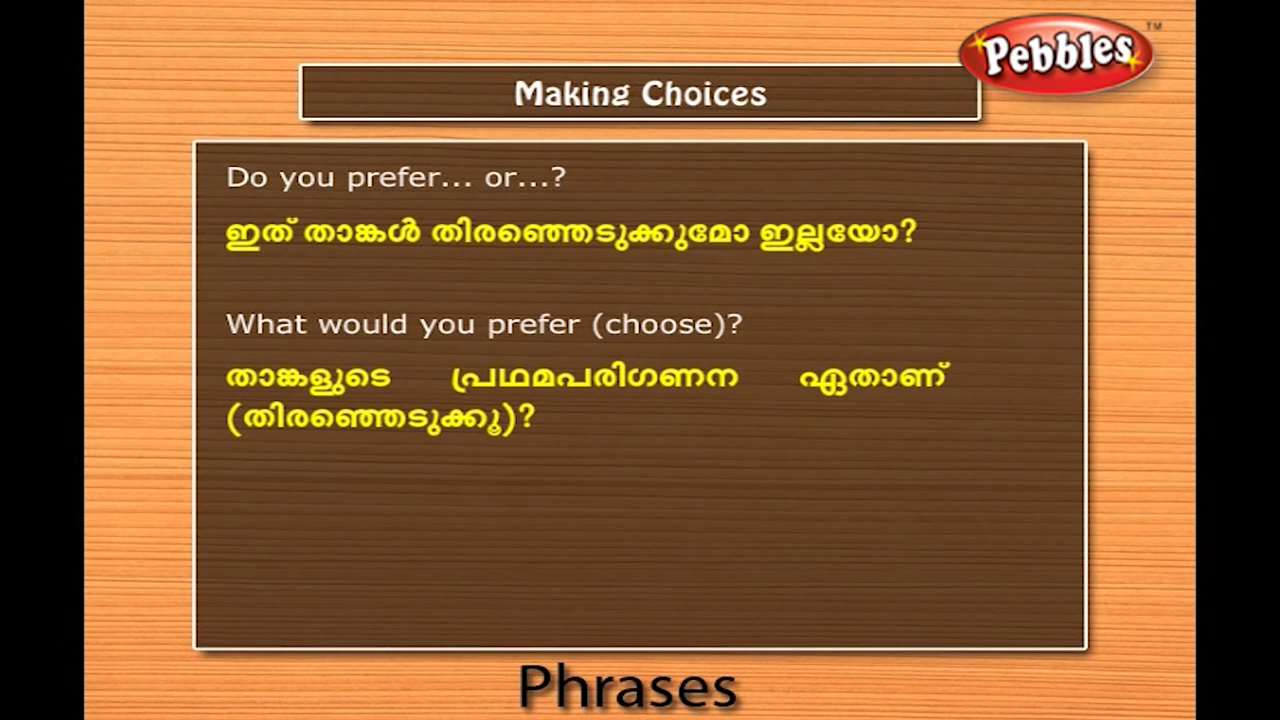 Pebbles™
Making Choices
Do you prefer... or...?
ഇത് താങ്കൾ തിരഞ്ഞെടുക്കുമോ ഇല്ലയോ?
What would you prefer (choose)?
താങ്കളുടെ പ്രഥമപരിഗണന ഏതാണ്
(തിരഞ്ഞെടുക്കൂ)?
Phrases